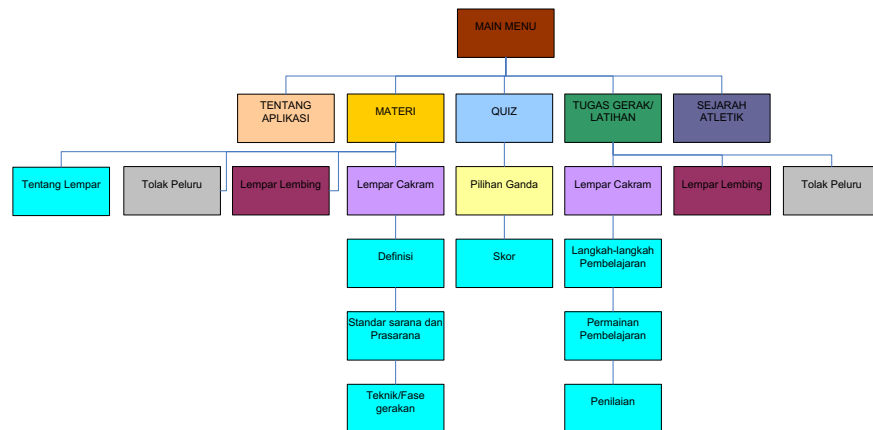 MAIN MENU
TENTANG
APLIKASI
MATERI
QUIZ
TUGAS GERAK/
LATIHAN
SEJARAH
ATLETIK
Tentang Lempar
Tolak Peluru
Lempar Lembing
Lempar Cakram
Pilihan Ganda
Lempar Cakram
Lempar Lembing
Tolak Peluru
Definisi
Skor
Langkah-langkah
Pembelajaran
Standar sarana dan
Prasarana
Permainan
Pembelajaran
Teknik/Fase
gerakan
Penilaian